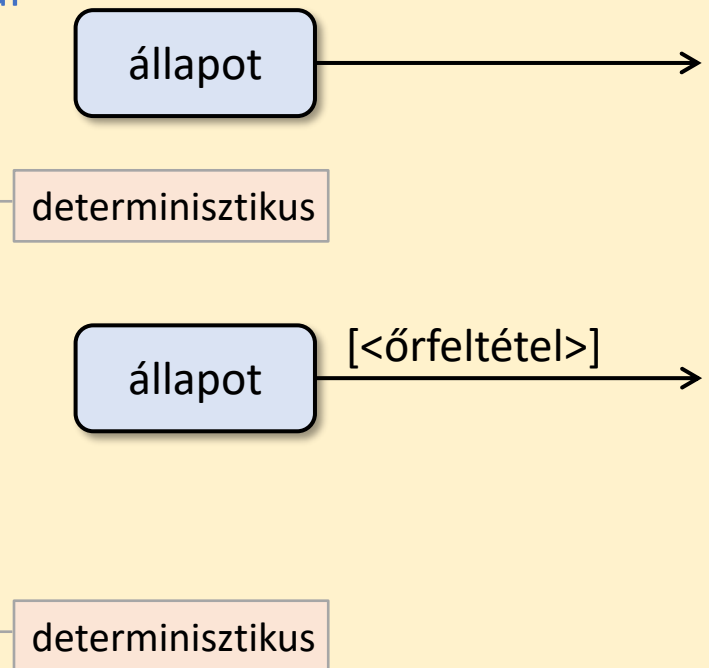 állapot
determinisztikus
[<őrfeltétel>]
állapot
determinisztikus